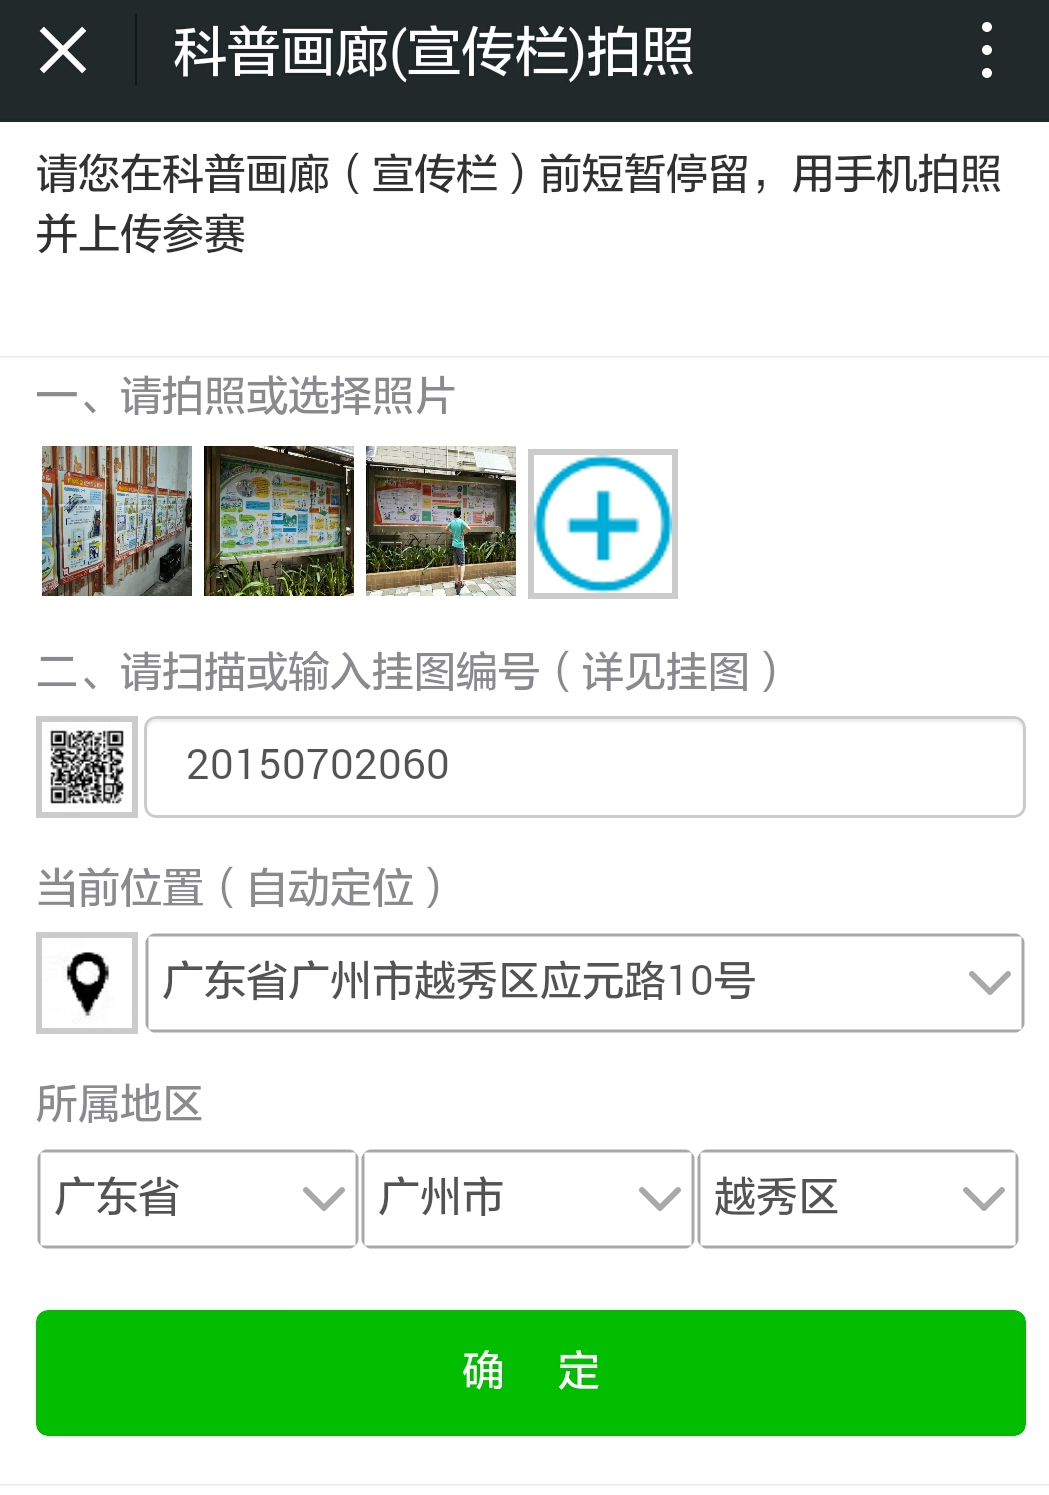 科普画廊(宣传栏)拍照
请您在科普画廊（宣传栏）前短暂停留，用手机拍照
并上传参赛
一、请拍照或选择照片
二、请扫描或输入挂图编号（详见挂图）
20150702060
当前位置（自动定位）
广东省广州市越秀区应元路10号
所属地区
广东省 广州市 越秀区
确 定